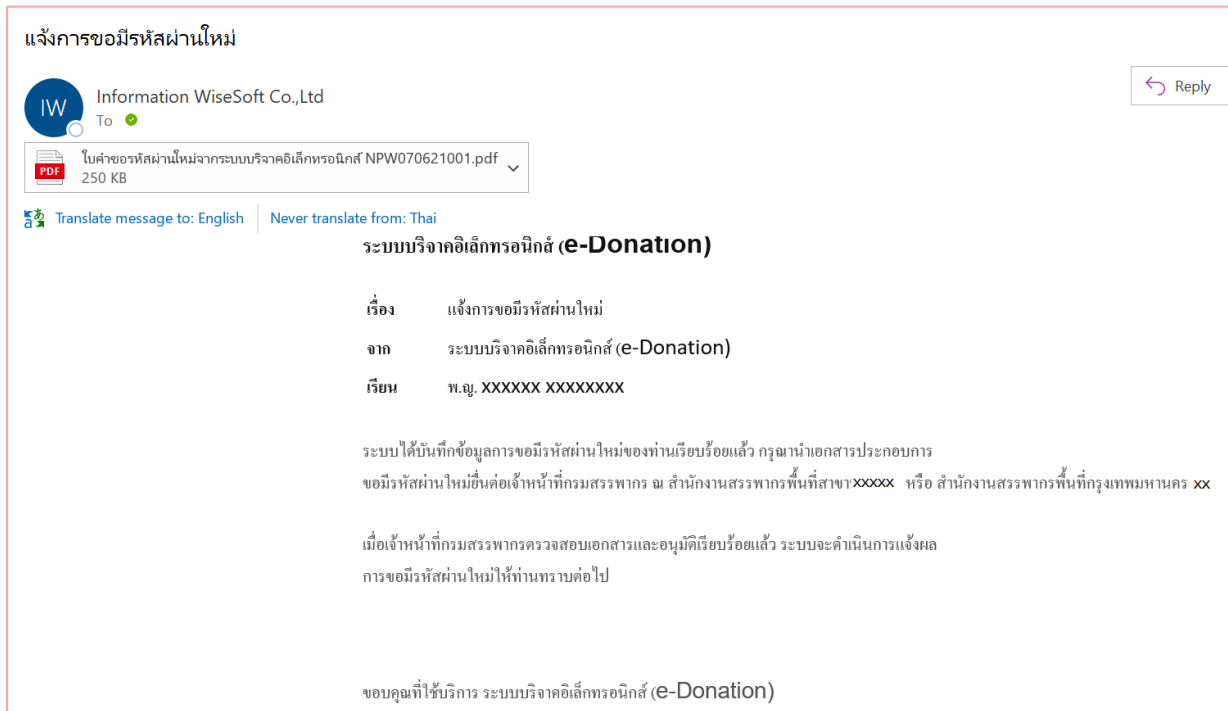 แจ้งการขอมีรหัสผ่านใหม่
IW
Information WiseSoft Co.,Ltd
To
Reply
PDF
ใบคำขอรหัสผ่านใหม่จากระบบบริจาคอิเล็กทรอนิกส์ NPW070621001.pdf
250 KB
Translate message to: English
Never translate from: Thai
ระบบบริจาคอิเล็กทรอนิกส์ (e-Donation)
เรื่อง แจ้งการขอมีรหัสผ่านใหม่
จาก ระบบบริจาคอิเล็กทรอนิกส์ (e-Donation)
เรียน พ.ญ. XXXXXX XXXXXXXX
ระบบได้บันทึกข้อมูลการขอมีรหัสผ่านใหม่ของท่านเรียบร้อยแล้ว กรุณานำเอกสารประกอบการ
ขอมีรหัสผ่านใหม่ยื่นต่อเจ้าหน้าที่กรมสรรพากร ณ สำนักงานสรรพากรพื้นที่สาขา xxxxx หรือ สำนักงานสรรพากรพื้นที่กรุงเทพมหานคร xx
เมื่อเจ้าหน้าที่กรมสรรพากรตรวจสอบเอกสารและอนุมัติเรียบร้อยแล้ว ระบบจะดำเนินการแจ้งผล
การขอมีรหัสผ่านใหม่ให้ท่านทราบต่อไป
ขอบคุณที่ใช้บริการ ระบบบริจาคอิเล็กทรอนิกส์ (e-Donation)